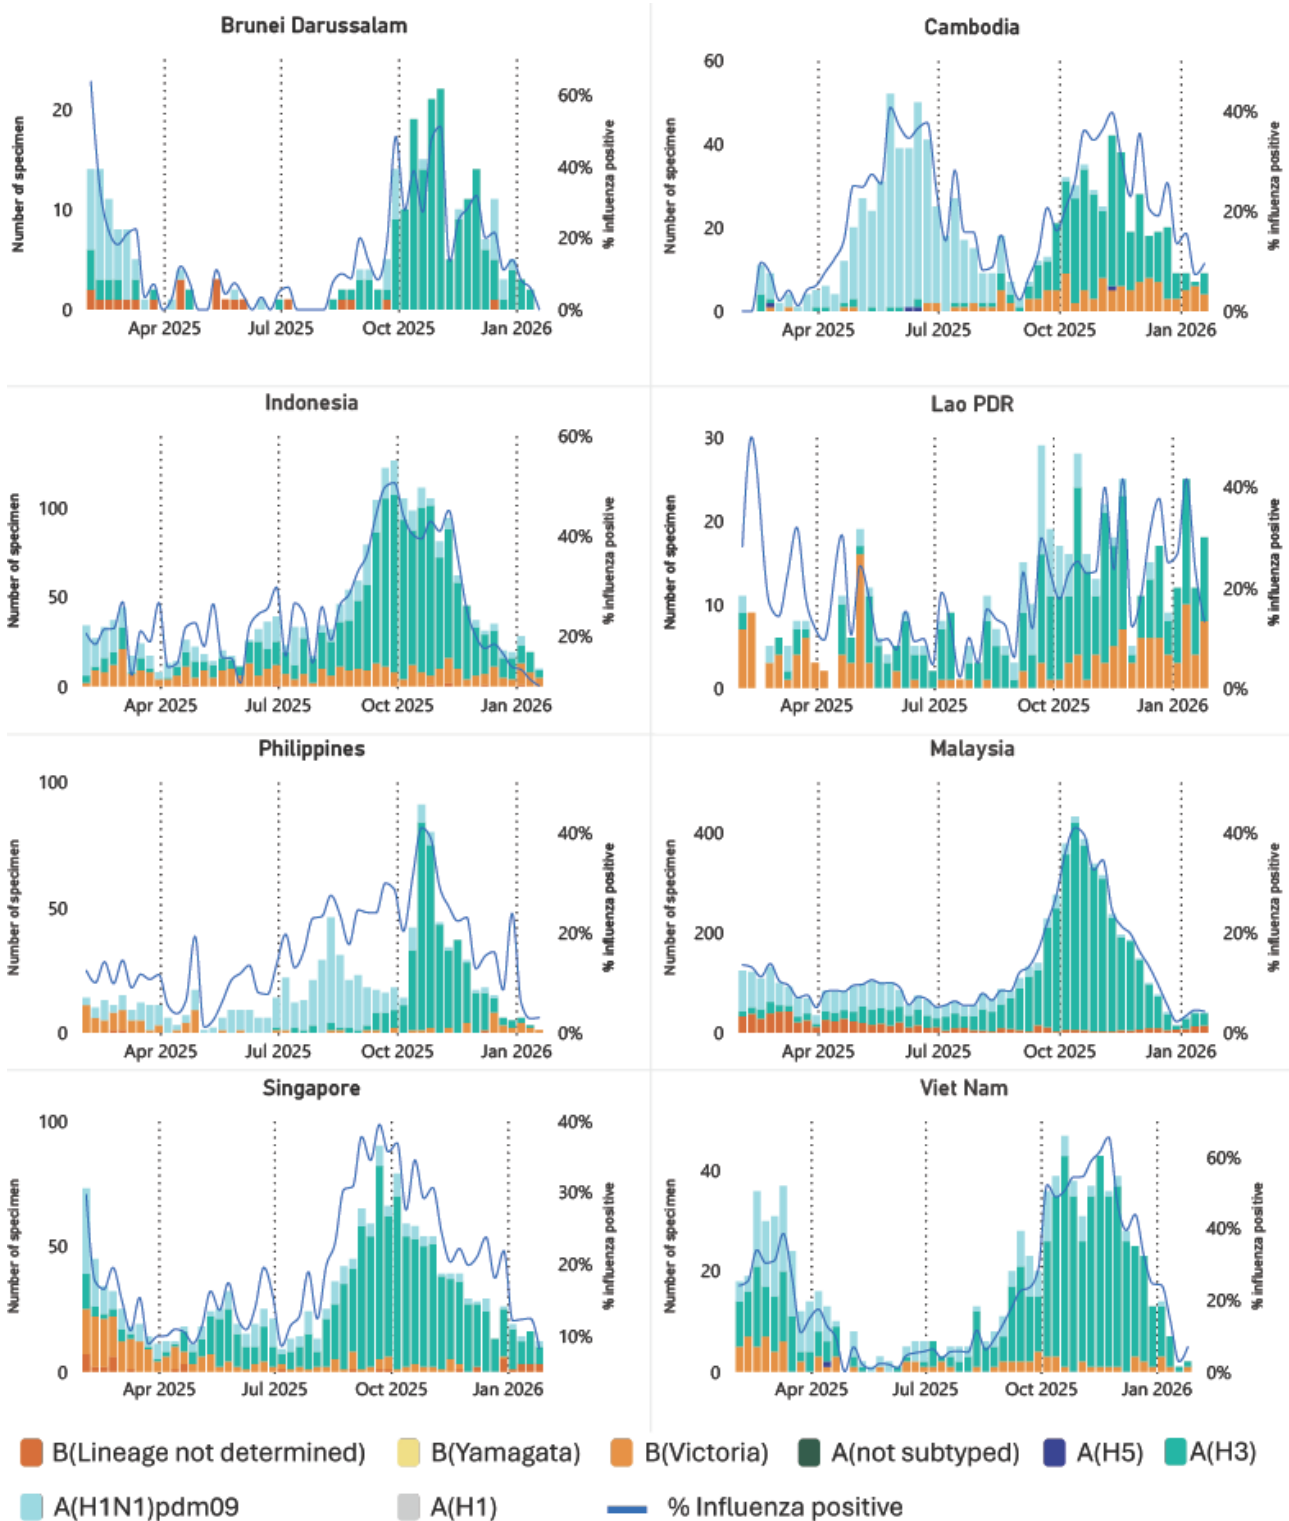 Brunei Darussalam
Number of specimen
20
10
0
60%
40%
20%
0%
% influenza positive
Apr 2025 Jul 2025 Oct 2025 Jan 2026
Cambodia
Number of specimen
60
40
20
0
40%
20%
0%
% influenza positive
Apr 2025 Jul 2025 Oct 2025 Jan 2026
Indonesia
Number of specimen
100
50
0
60%
40%
20%
% influenza positive
Apr 2025 Jul 2025 Oct 2025 Jan 2026
Lao PDR
Number of specimen
30
20
10
0
40%
20%
0%
% influenza positive
Apr 2025 Jul 2025 Oct 2025 Jan 2026
Philippines
Number of specimen
100
50
0
40%
20%
0%
% influenza positive
Apr 2025 Jul 2025 Oct 2025 Jan 2026
Malaysia
Number of specimen
400
200
0
40%
20%
0%
% influenza positive
Apr 2025 Jul 2025 Oct 2025 Jan 2026
Singapore
Number of specimen
100
50
0
40%
30%
20%
10%
% influenza positive
Apr 2025 Jul 2025 Oct 2025 Jan 2026
Viet Nam
Number of specimen
40
20
0
60%
40%
20%
0%
% influenza positive
Apr 2025 Jul 2025 Oct 2025 Jan 2026
B(Lineage not determined) B(Yamagata) B(Victoria) A(not subtyped) A(H5) A(H3)
A(H1N1)pdm09 A(H1) % Influenza positive